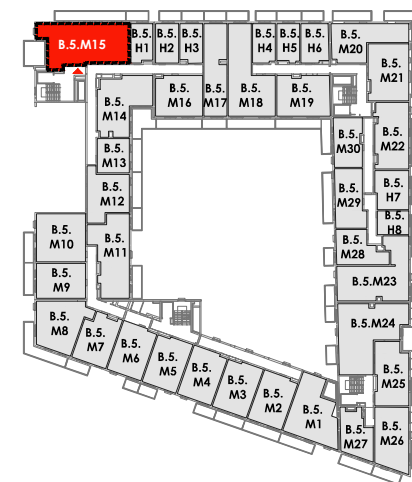 B.5.M15
B.5.
H1
B.5.
H2
B.5.
H3
B.5.
H4
B.5.
H5
B.5.
H6
B.5.
M20
B.5.
M21
B.5.
M14
B.5.
M16
B.5.
M17
B.5.
M18
B.5.
M19
B.5.
M22
B.5.
M30
B.5.
M13
B.5.
M12
B.5.
M29
B.5.
H7
B.5.
H8
B.5.
M10
B.5.
M11
B.5.
M28
B.5.
M9
B.5.M23
B.5.
M8
B.5.
M7
B.5.
M6
B.5.
M5
B.5.
M4
B.5.
M3
B.5.
M2
B.5.
M1
B.5.M24
B.5.
M25
B.5.
M27
B.5.
M26